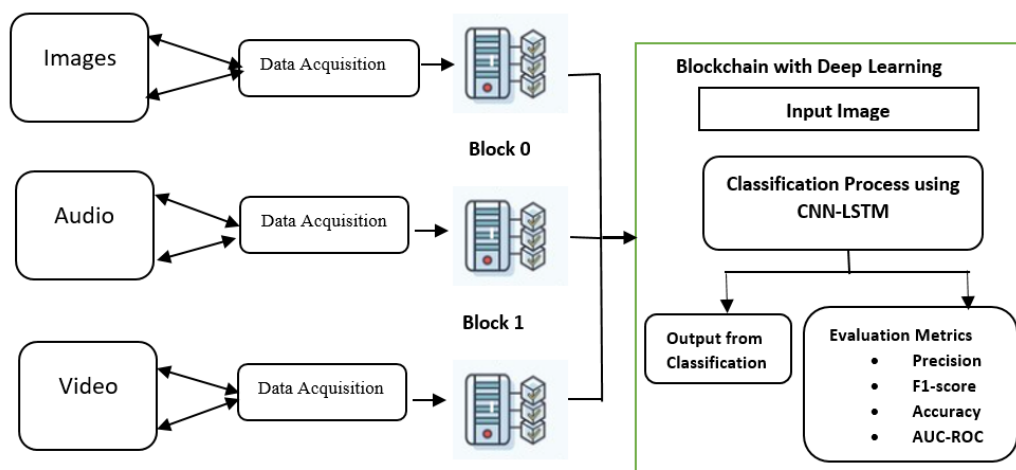 Images
Data Acquisition
Block 0
Audio
Data Acquisition
Block 1
Video
Data Acquisition
Blockchain with Deep Learning
Input Image
Classification Process using
CNN-LSTM
Output from
Classification
Evaluation Metrics
• Precision
• F1-score
• Accuracy
• AUC-ROC